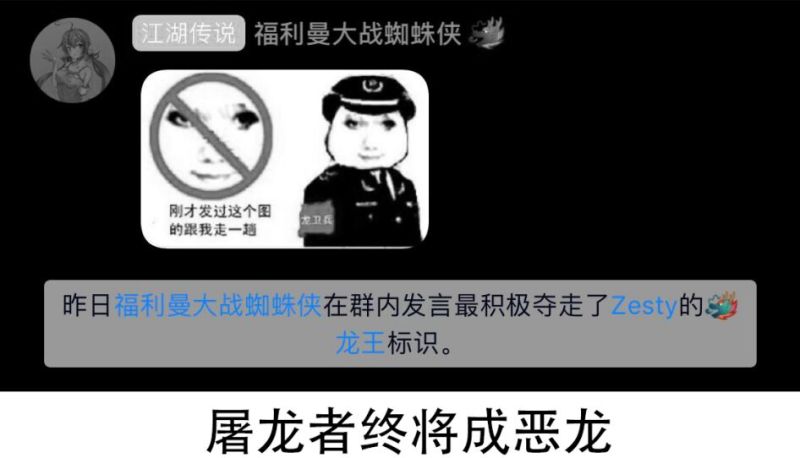 江湖传说 福利曼大战蜘蛛侠
刚才发过这个图
的跟我走一趟
龙卫兵
昨日福利曼大战蜘蛛侠在群内发言最积极夺走了Zesty的
龙王标识。
屠龙者终将成恶龙